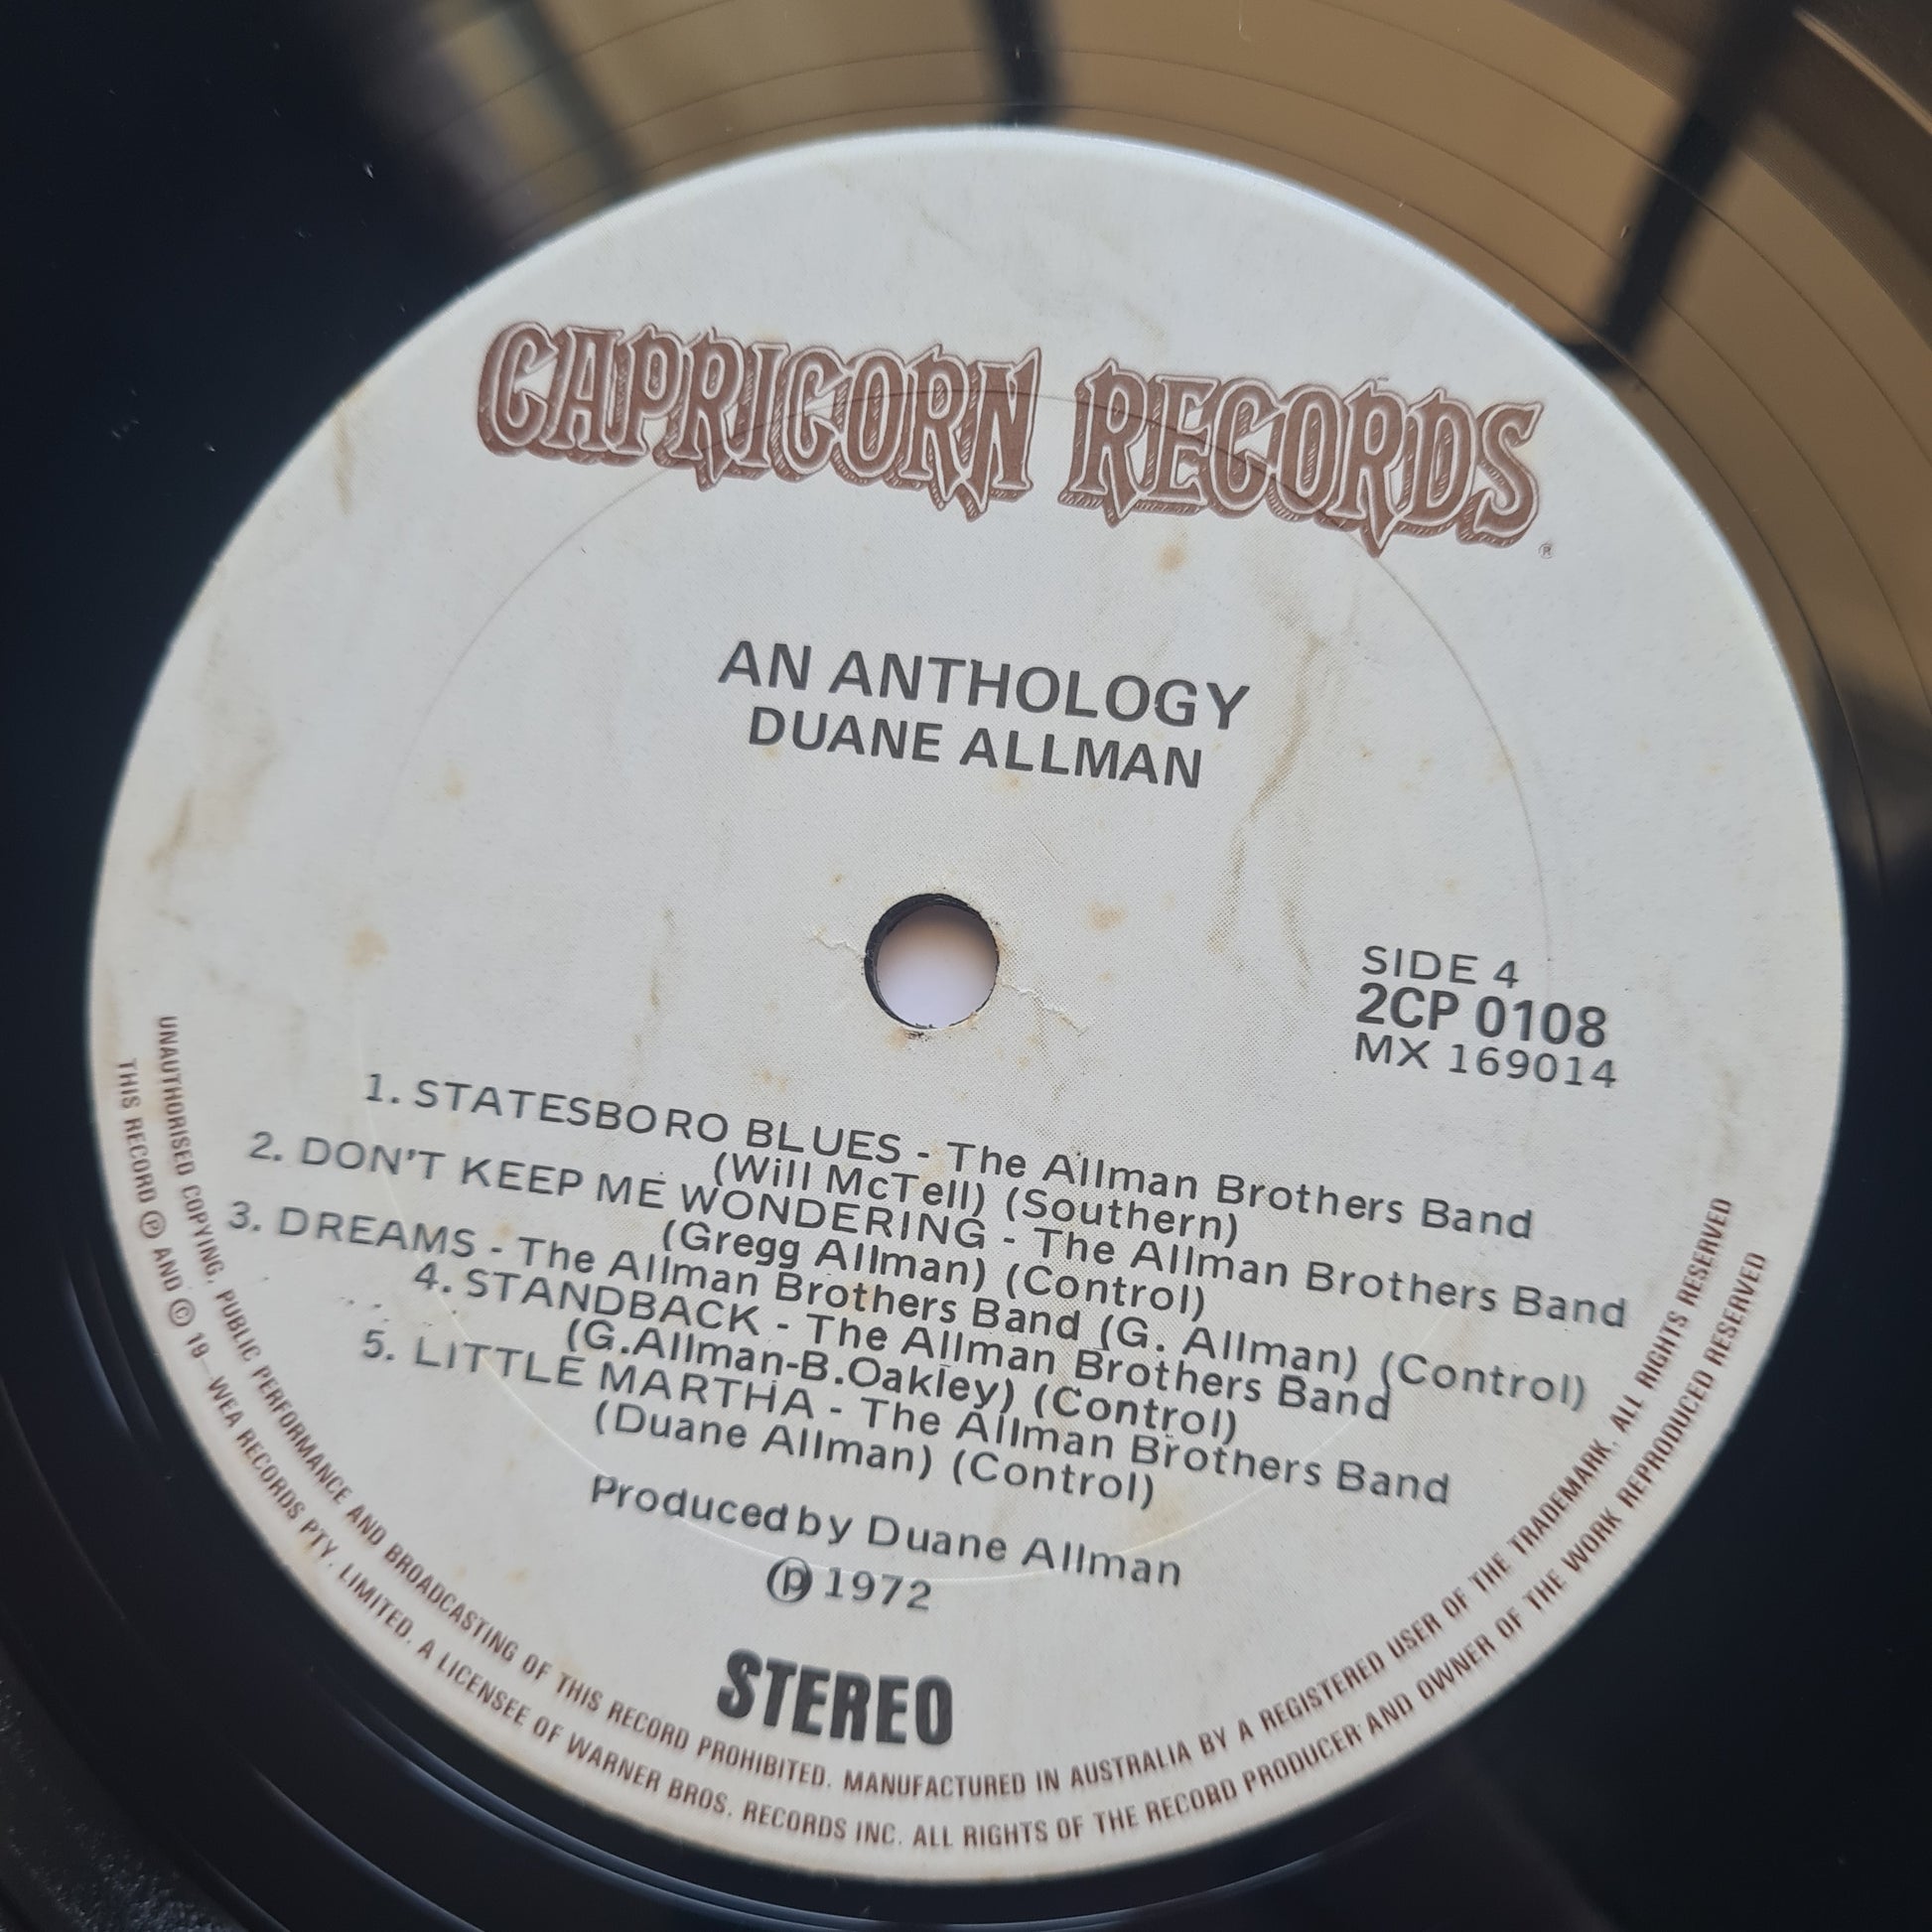 CAPRICORN RECORDS
®
AN ANTHOLOGY
DUANE ALLMAN
SIDE 4
2CP 0108
MX 169014
1. STATESBORO BLUES - The Allman Brothers Band
(Will McTell) (Southern)
2. DON'T KEEP ME WONDERING - The Allman Brothers Band
(Gregg Allman) (Control)
3. DREAMS - The Allman Brothers Band (G. Allman) (Control)
4. STANDBACK - The Allman Brothers Band
(G.Allman-B.Oakley) (Control)
5. LITTLE MARTHA - The Allman Brothers Band
(Duane Allman) (Control)
Produced by Duane Allman
℗ 1972
STEREO
UNAUTHORISED COPYING, PUBLIC PERFORMANCE AND BROADCASTING OF THIS RECORD PROHIBITED. MANUFACTURED IN AUSTRALIA BY A REGISTERED USER OF THE TRADEMARK. ALL RIGHTS RESERVED
THIS RECORD ℗ AND © 19—WEA RECORDS PTY. LIMITED. A LICENSEE OF WARNER BROS. RECORDS INC. ALL RIGHTS OF THE RECORD PRODUCER AND OWNER OF THE WORK REPRODUCED RESERVED